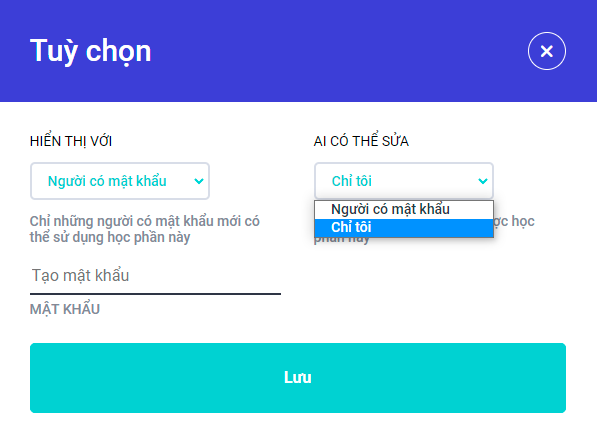 Tuỳ chọn
HIỂN THỊ VỚI
Người có mật khẩu
Chỉ những người có mật khẩu mới có
thể sử dụng học phần này
Tạo mật khẩu
MẬT KHẨU
AI CÓ THỂ SỬA
Chỉ tôi
Người có mật khẩu
Chỉ tôi
học
phần này
Lưu